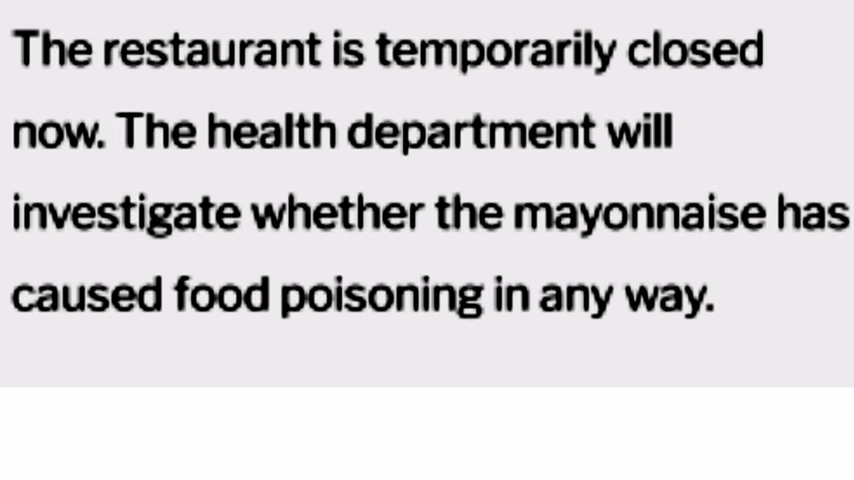 The restaurant is temporarily closed
now. The health department will
investigate whether the mayonnaise has
caused food poisoning in any way.